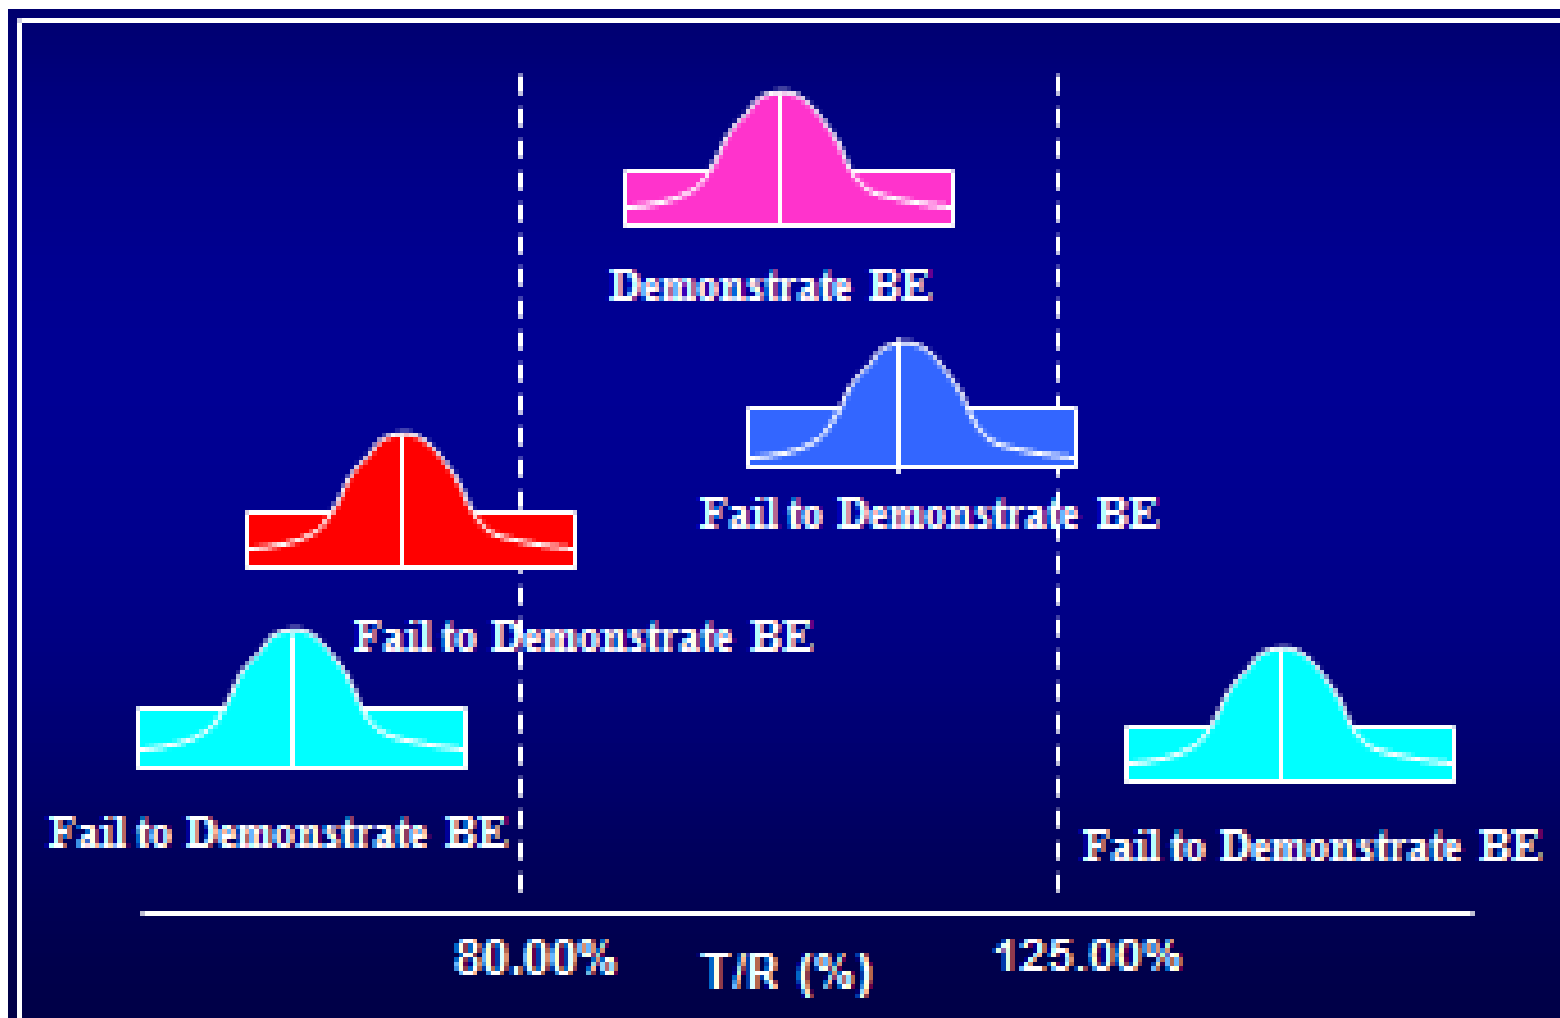 Demonstrate BE
Fail to Demonstrate BE
Fail to Demonstrate BE
Fail to Demonstrate BE
Fail to Demonstrate BE
80.00%
T/R (%)
125.00%